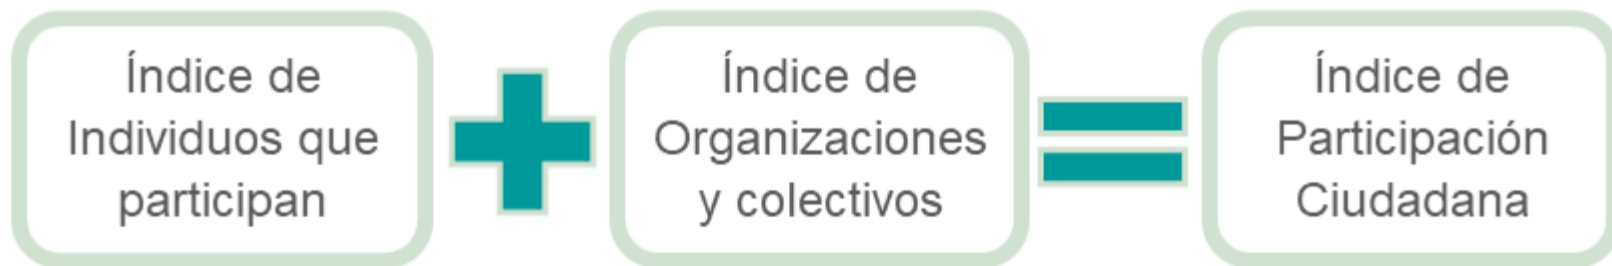 Índice de
Individuos que
participan
Índice de
Organizaciones
y colectivos
Índice de
Participación
Ciudadana